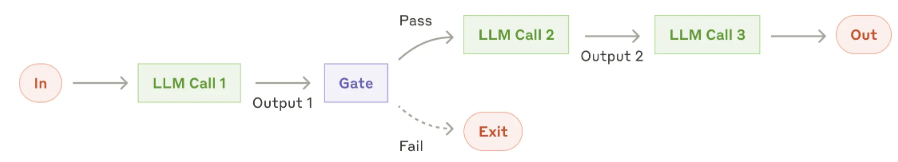 In
LLM Call 1
Output 1
Gate
Pass
Fail
LLM Call 2
Output 2
LLM Call 3
Out
Exit